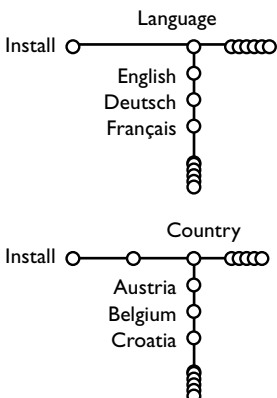 Language
Install
English
Deutsch
Français
Country
Install
Austria
Belgium
Croatia